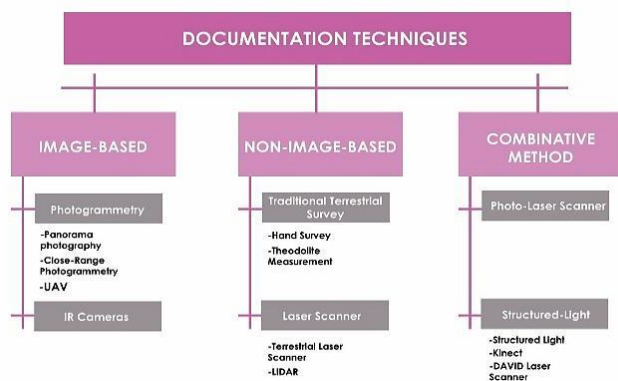 DOCUMENTATION TECHNIQUES
IMAGE-BASED
Photogrammetry
-Panorama
photography
-Close-Range
Photogrammetry
-UAV
IR Cameras
NON-IMAGE-BASED
Traditional Terrestrial
Survey
-Hand Survey
-Theodolite
Measurement
Laser Scanner
-Terrestrial Laser
Scanner
-LIDAR
COMBINATIVE
METHOD
Photo-Laser Scanner
Structured-Light
-Structured Light
-Kinect
-DAVID Laser
Scanner